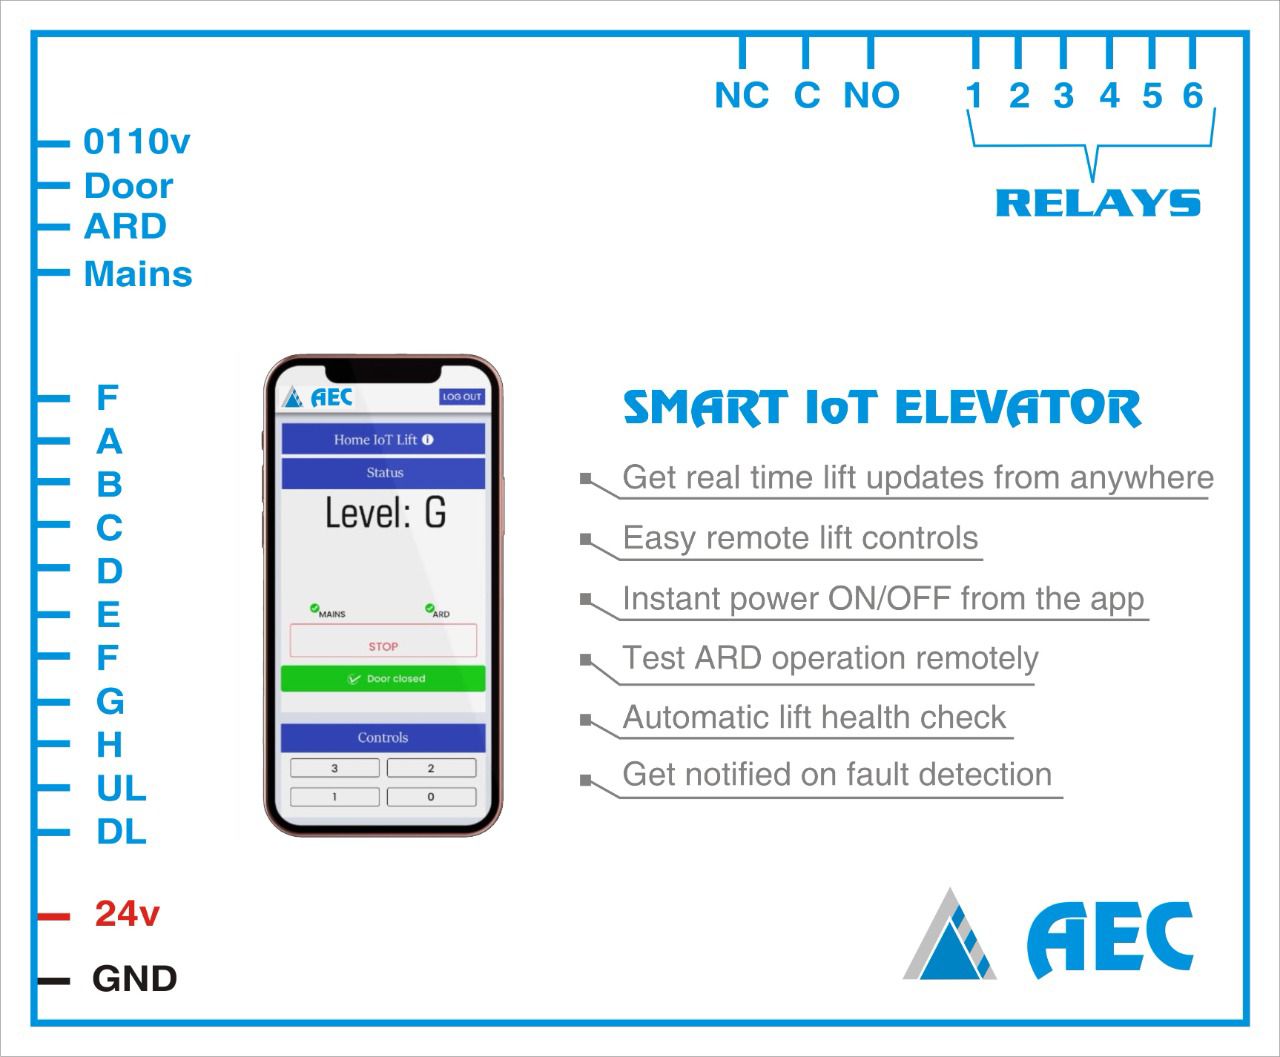 NC C NO 1 2 3 4 5 6
RELAYS
0110v
Door
ARD
Mains
F
A
B
C
D
E
F
G
H
UL
DL
24v
GND
AEC LOG OUT
Home IoT Lift i
Status
Level: G
MAINS ARD
STOP
Door closed
Controls
3 2
1 0
SMART IoT ELEVATOR
Get real time lift updates from anywhere
Easy remote lift controls
Instant power ON/OFF from the app
Test ARD operation remotely
Automatic lift health check
Get notified on fault detection
AEC